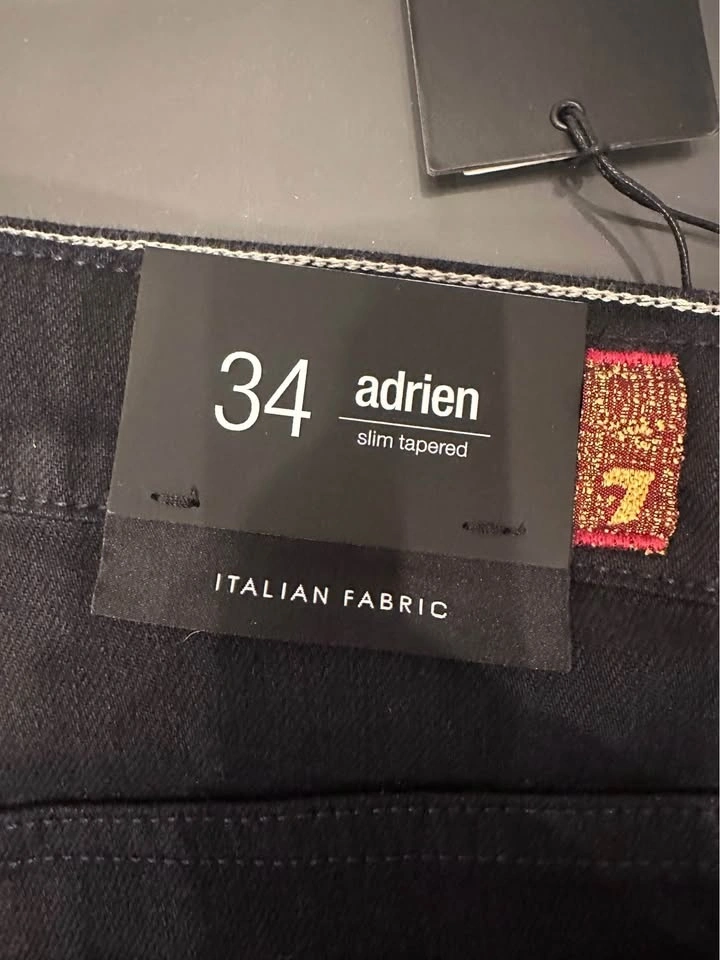 34
adrien
slim tapered
7
ITALIAN FABRIC